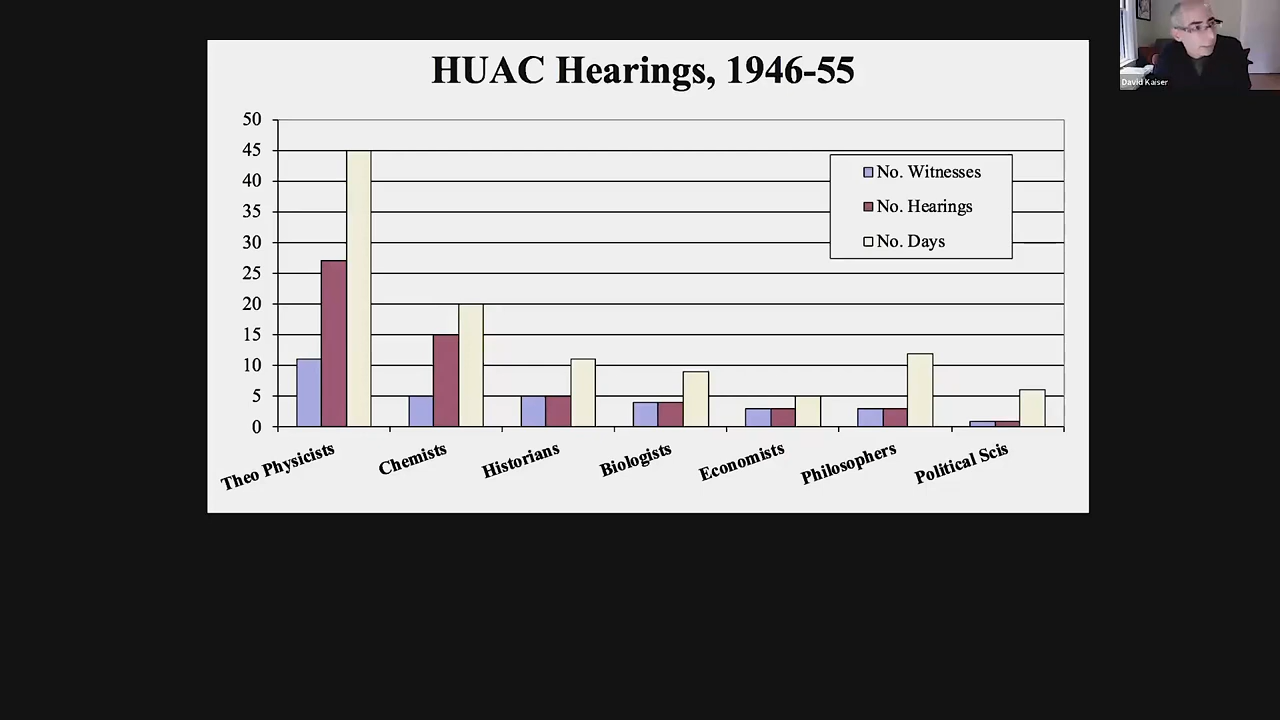 HUAC Hearings, 1946-55
David Kaiser
50
45
40
35
30
25
20
15
10
5
0
No. Witnesses
No. Hearings
No. Days
Theo Physicists
Chemists
Historians
Biologists
Economists
Philosophers
Political Scis